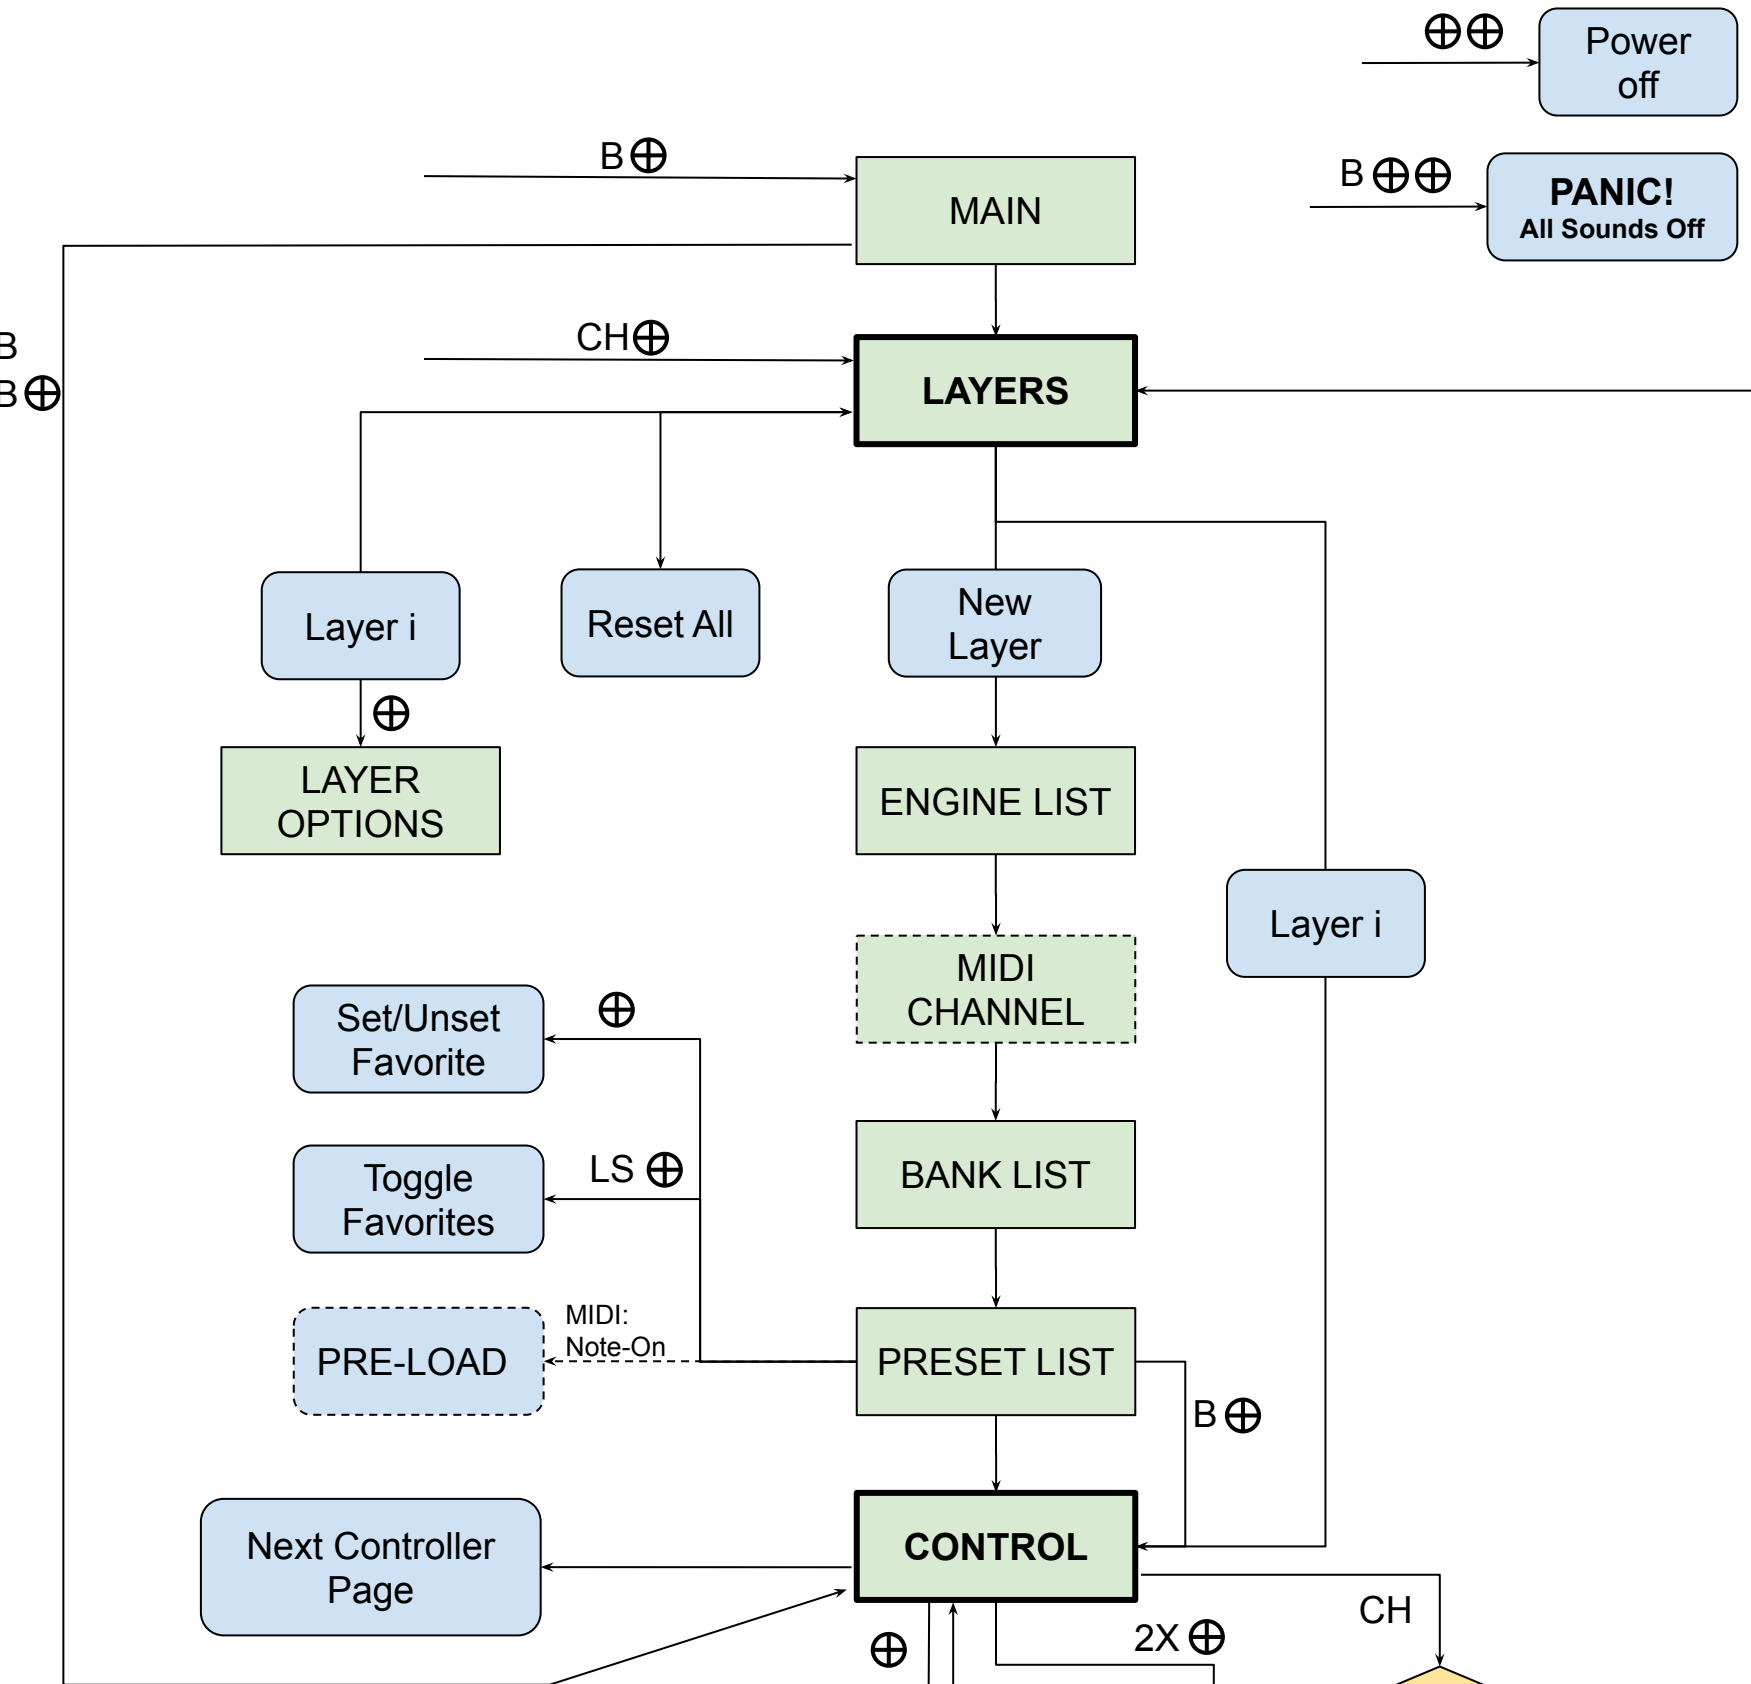 ⊕⊕
Power
off
B⊕
MAIN
B⊕⊕
PANIC!
All Sounds Off
B
B⊕
CH⊕
LAYERS
Layer i
Reset All
New
Layer
⊕
LAYER
OPTIONS
ENGINE LIST
Layer i
MIDI
CHANNEL
Set/Unset
Favorite
⊕
Toggle
Favorites
LS ⊕
BANK LIST
PRE-LOAD
MIDI:
Note-On
PRESET LIST
B⊕
Next Controller
Page
CONTROL
CH
⊕
2X ⊕